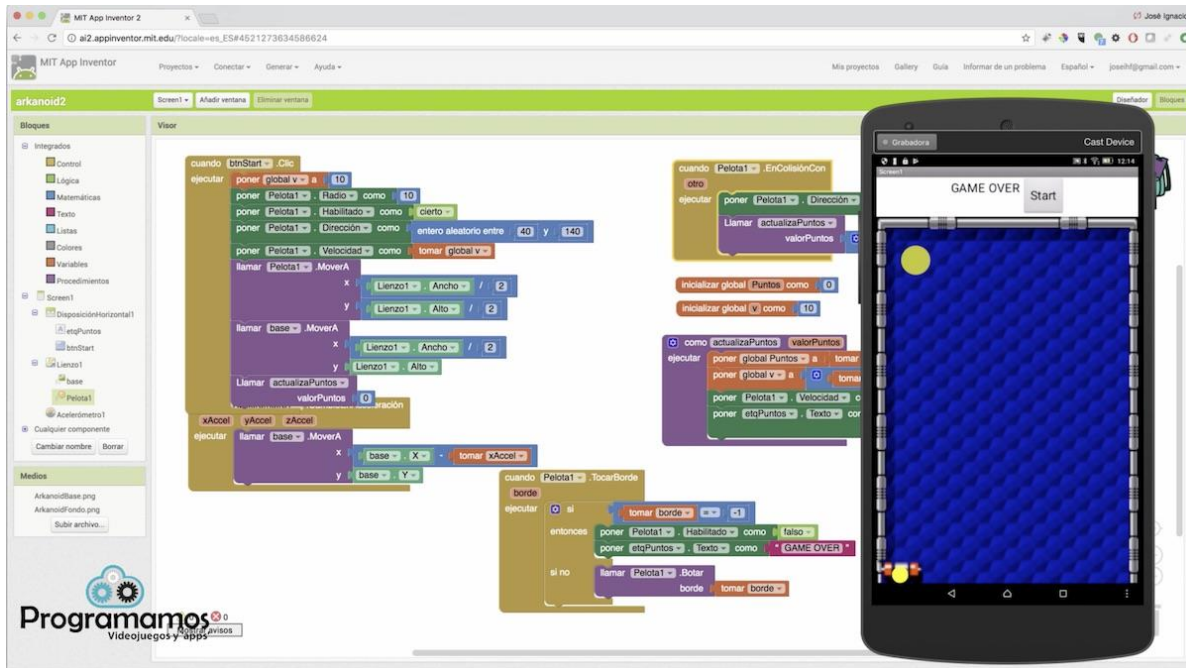 MIT App Inventor 2
José Ignacio
ai2.appinventor.mit.edu/?locale=es_ES#4521273634586624
MIT App Inventor
Proyectos Conectar Generar Ayuda
Mis proyectos Gallery Guía Informar de un problema Español joseihf@gmail.com
arkanoid2
Screen1 Añadir ventana Eliminar ventana
Diseñador Bloques
Bloques
Integrados
Control
Lógica
Matemáticas
Texto
Listas
Colores
Variables
Procedimientos
Screen1
DisposiciónHorizontal1
etqPuntos
btnStart
Lienzo1
base
Pelota1
Acelerómetro1
Cualquier componente
Cambiar nombre Borrar
Medios
ArkanoidBase.png
ArkanoidFondo.png
Subir archivo...
Visor
cuando btnStart .Clic
ejecutar poner global v a 10
poner Pelota1 . Radio como 10
poner Pelota1 . Habilitado como cierto
poner Pelota1 . Dirección como entero aleatorio entre 40 y 140
poner Pelota1 . Velocidad como tomar global v
llamar Pelota1 .MoverA
x Lienzo1 . Ancho / 2
y Lienzo1 . Alto / 2
llamar base .MoverA
x Lienzo1 . Ancho / 2
y Lienzo1 . Alto
Llamar actualizaPuntos
valorPuntos 0
xAccel yAccel zAccel
ejecutar llamar base .MoverA
x base . X - tomar xAccel
y base . Y
cuando Pelota1 .EnColisiónCon
otro
ejecutar poner Pelota1 . Dirección
Llamar actualizaPuntos
valorPuntos
inicializar global Puntos como 0
inicializar global v como 10
como actualizaPuntos valorPuntos
ejecutar poner global Puntos a tomar
poner global v a tomar
poner Pelota1 . Velocidad
poner etqPuntos . Texto
cuando Pelota1 .TocarBorde
borde
ejecutar si tomar borde = -1
entonces poner Pelota1 . Habilitado como falso
poner etqPuntos . Texto como " GAME OVER "
si no llamar Pelota1 .Botar
borde tomar borde
Grabadora Cast Device
12:14
Screen1
GAME OVER Start
Programamos
Videojuegos y apps
0
Mostrar avisos